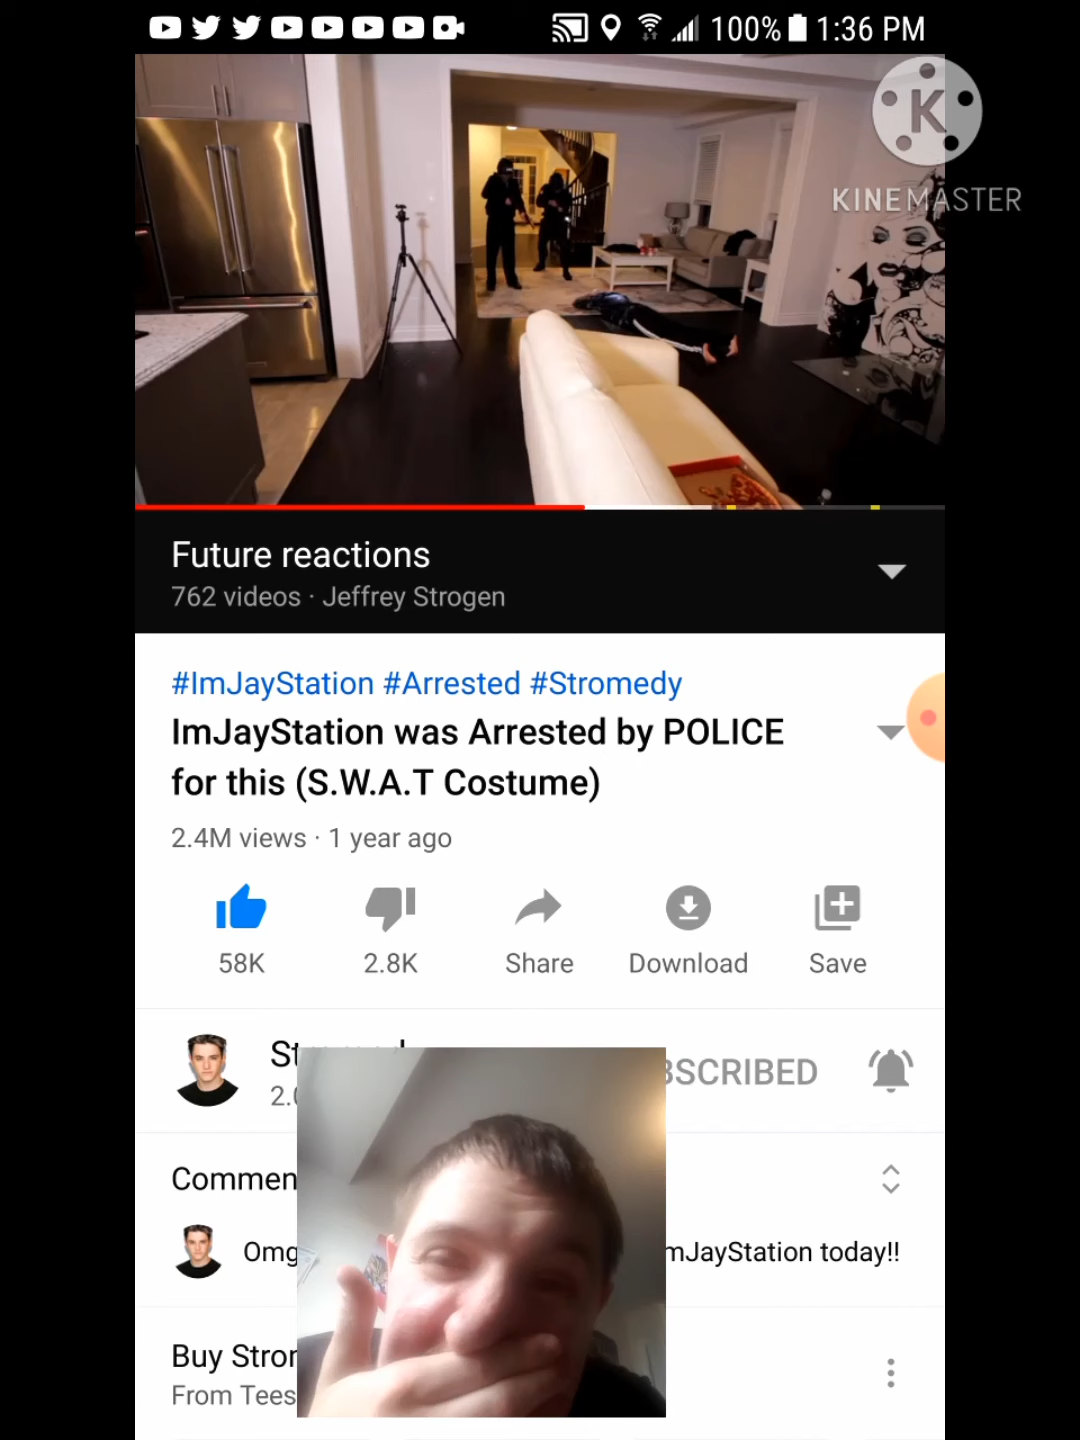 100% 1:36 PM
K
KINEMASTER
Future reactions
762 videos · Jeffrey Strogen
#ImJayStation #Arrested #Stromedy
ImJayStation was Arrested by POLICE
for this (S.W.A.T Costume)
2.4M views · 1 year ago
58K 2.8K Share Download Save
BSCRIBED
2.
Commen
Omg mJayStation today!!
Buy Stror
From Tees